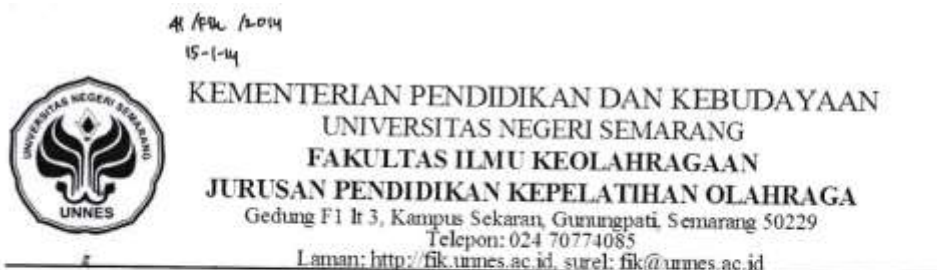 /2014
15-1-14
KEMENTERIAN PENDIDIKAN DAN KEBUDAYAAN
UNIVERSITAS NEGERI SEMARANG
FAKULTAS ILMU KEOLAHRAGAAN
JURUSAN PENDIDIKAN KEPELATIHAN OLAHRAGA
Gedung F1 lt 3, Kampus Sekaran, Gunungpati, Semarang 50229
Telepon: 024 70774085
Laman: http://fik.unnes.ac.id, surel: fik@unnes.ac.id
UNIVERSITAS NEGERI SEMARANG
UNNES